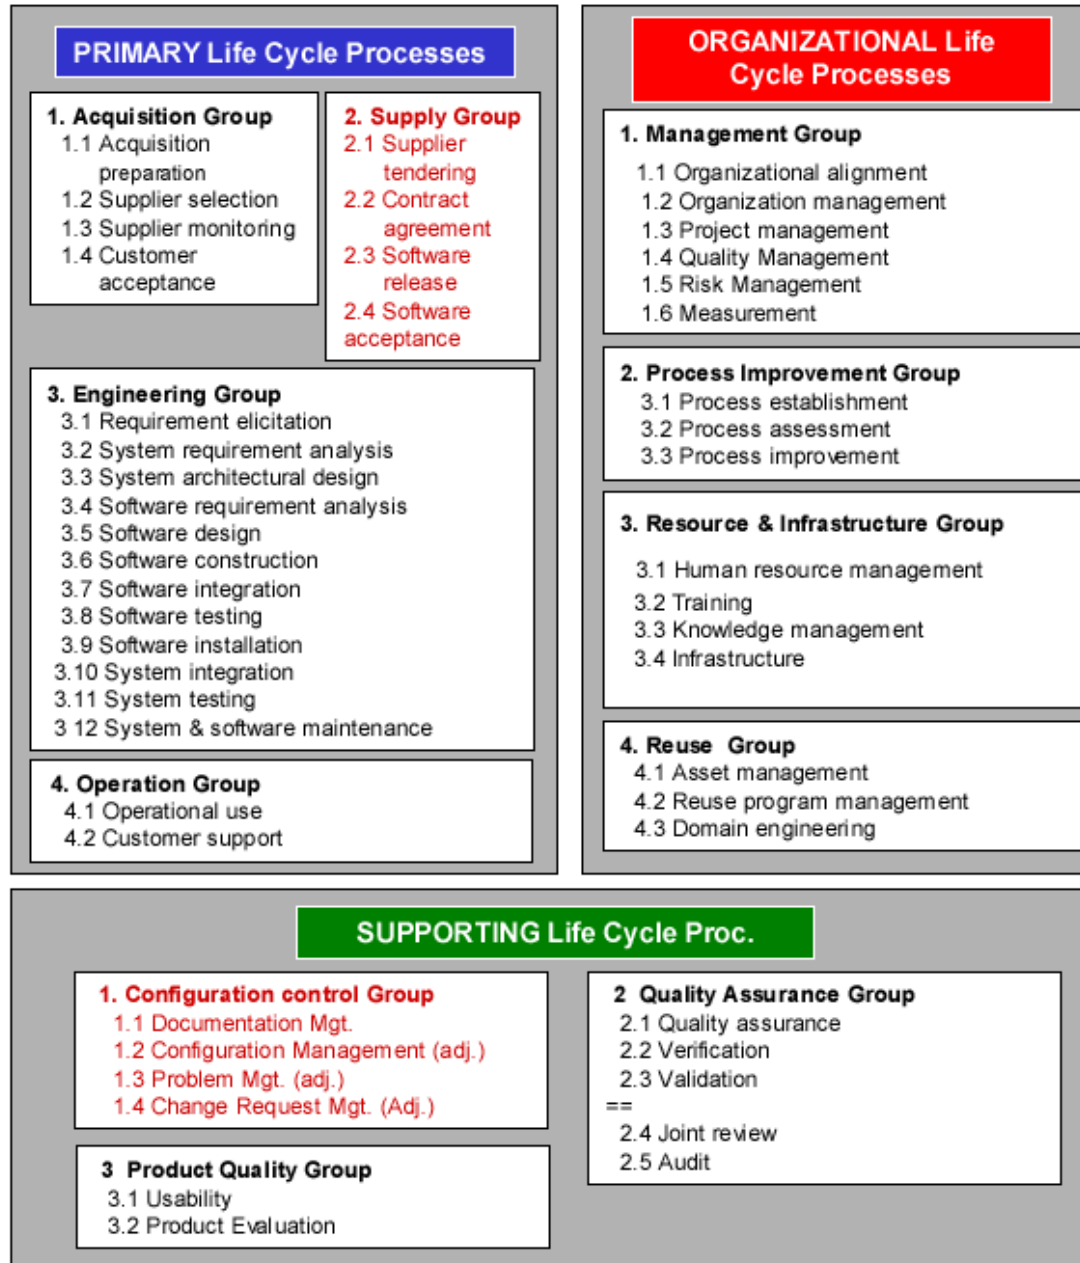 PRIMARY Life Cycle Processes
1. Acquisition Group
1.1 Acquisition
preparation
1.2 Supplier selection
1.3 Supplier monitoring
1.4 Customer
acceptance
2. Supply Group
2.1 Supplier
tendering
2.2 Contract
agreement
2.3 Software
release
2.4 Software
acceptance
3. Engineering Group
3.1 Requirement elicitation
3.2 System requirement analysis
3.3 System architectural design
3.4 Software requirement analysis
3.5 Software design
3.6 Software construction
3.7 Software integration
3.8 Software testing
3.9 Software installation
3.10 System integration
3.11 System testing
3 12 System & software maintenance
4. Operation Group
4.1 Operational use
4.2 Customer support
ORGANIZATIONAL Life
Cycle Processes
1. Management Group
1.1 Organizational alignment
1.2 Organization management
1.3 Project management
1.4 Quality Management
1.5 Risk Management
1.6 Measurement
2. Process Improvement Group
3.1 Process establishment
3.2 Process assessment
3.3 Process improvement
3. Resource & Infrastructure Group
3.1 Human resource management
3.2 Training
3.3 Knowledge management
3.4 Infrastructure
4. Reuse Group
4.1 Asset management
4.2 Reuse program management
4.3 Domain engineering
SUPPORTING Life Cycle Proc.
1. Configuration control Group
1.1 Documentation Mgt.
1.2 Configuration Management (adj.)
1.3 Problem Mgt. (adj.)
1.4 Change Request Mgt. (Adj.)
2 Quality Assurance Group
2.1 Quality assurance
2.2 Verification
2.3 Validation
==
2.4 Joint review
2.5 Audit
3 Product Quality Group
3.1 Usability
3.2 Product Evaluation